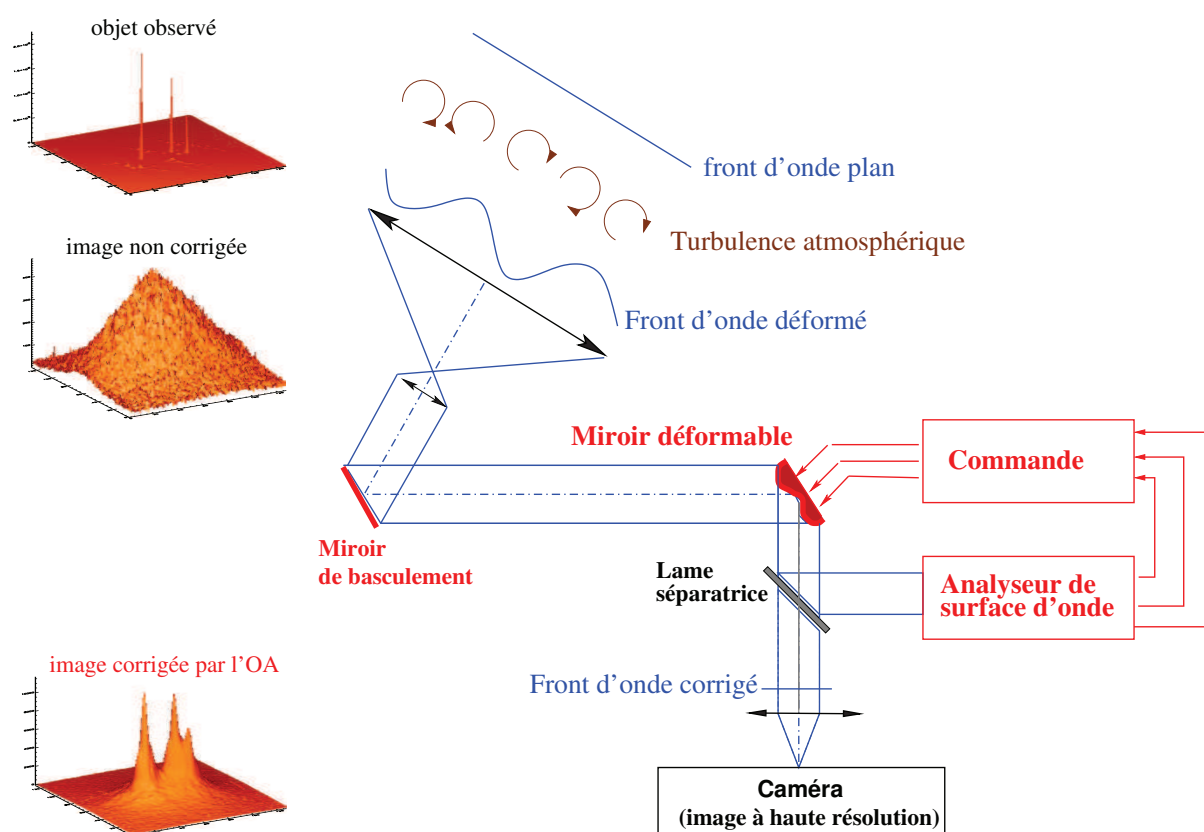 objet observé
front d'onde plan
Turbulence atmosphérique
image non corrigée
Front d'onde déformé
Miroir déformable
Commande
Miroir
de basculement
Lame
séparatrice
Analyseur de
surface d'onde
image corrigée par l'OA
Front d'onde corrigé
Caméra
(image à haute résolution)